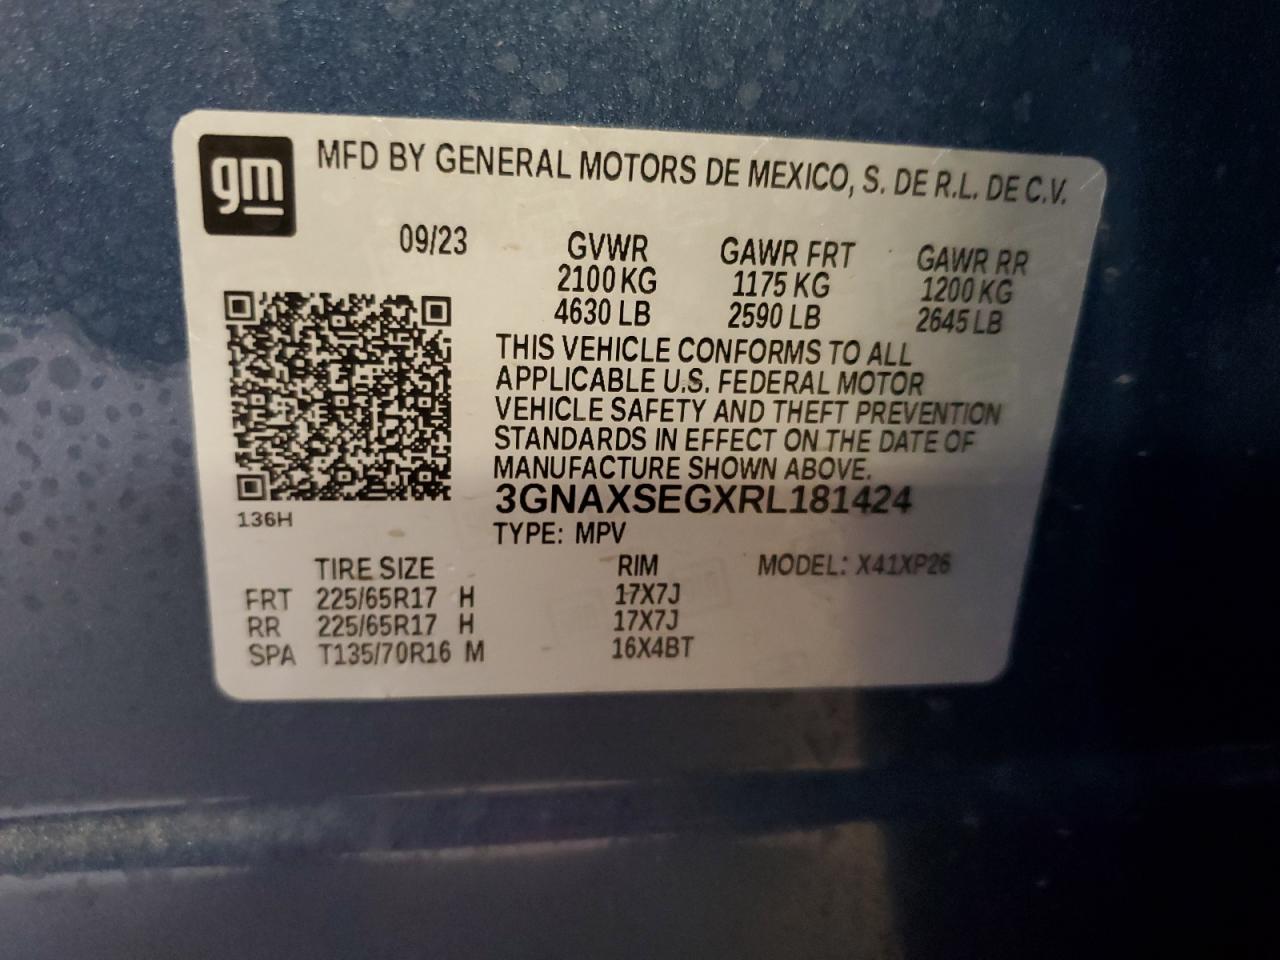 gm
MFD BY GENERAL MOTORS DE MEXICO, S. DE R.L. DE C.V.
09/23 GVWR GAWR FRT GAWR RR
2100 KG 1175 KG 1200 KG
4630 LB 2590 LB 2645 LB
THIS VEHICLE CONFORMS TO ALL
APPLICABLE U.S. FEDERAL MOTOR
VEHICLE SAFETY AND THEFT PREVENTION
STANDARDS IN EFFECT ON THE DATE OF
MANUFACTURE SHOWN ABOVE.
3GNAXSEGXRL181424
136H
TYPE: MPV
TIRE SIZE RIM MODEL: X41XP26
FRT 225/65R17 H 17X7J
RR 225/65R17 H 17X7J
SPA T135/70R16 M 16X4BT